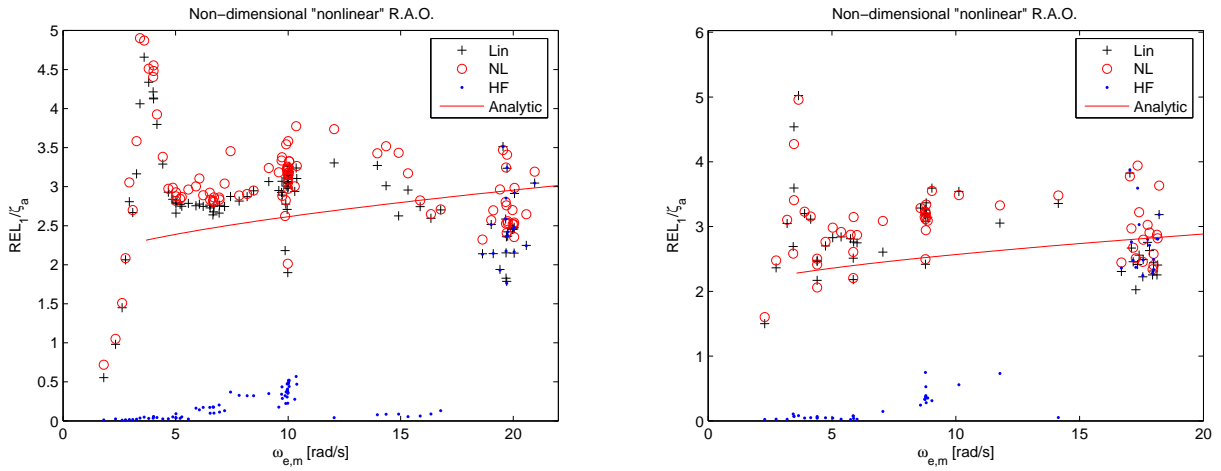 Non-dimensional "nonlinear" R.A.O.
5
4.5
4
3.5
3
2.5
2
1.5
1
0.5
0
REL₁/ζₐ
Lin
NL
HF
Analytic
0 5 10 15 20
ω_{e,m} [rad/s]
Non-dimensional "nonlinear" R.A.O.
6
5
4
3
2
1
0
REL₁/ζₐ
Lin
NL
HF
Analytic
0 5 10 15 20
ω_{e,m} [rad/s]